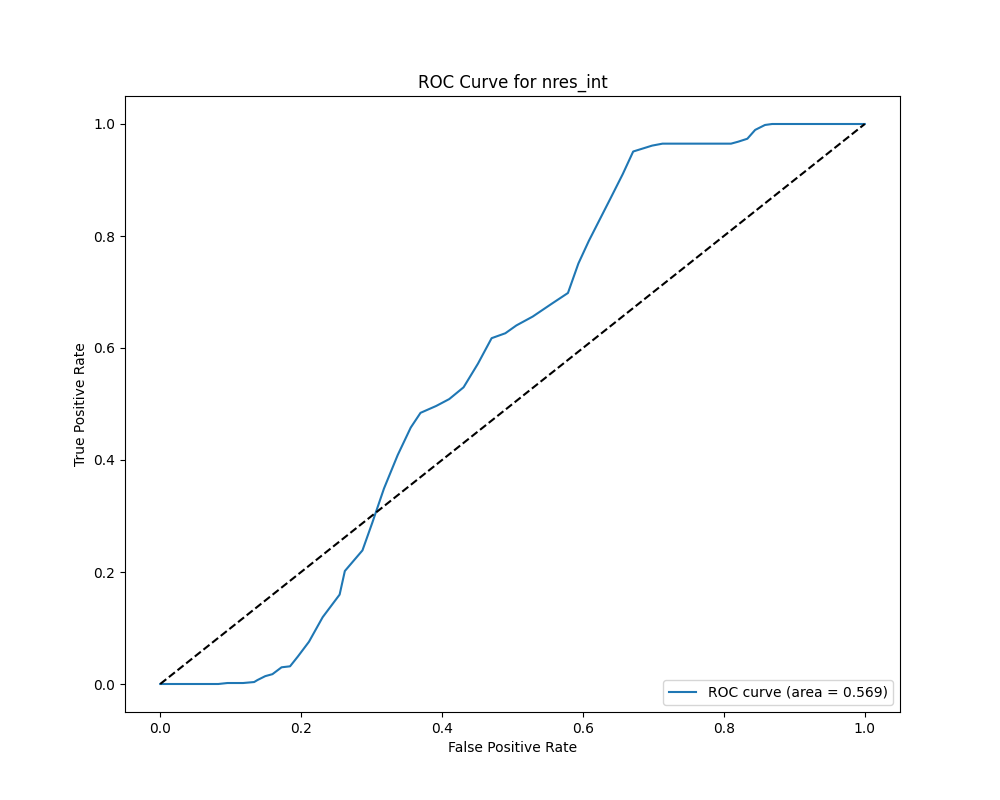 ROC Curve for nres_int
True Positive Rate
1.0
0.8
0.6
0.4
0.2
0.0
0.0 0.2 0.4 0.6 0.8 1.0
False Positive Rate
ROC curve (area = 0.569)